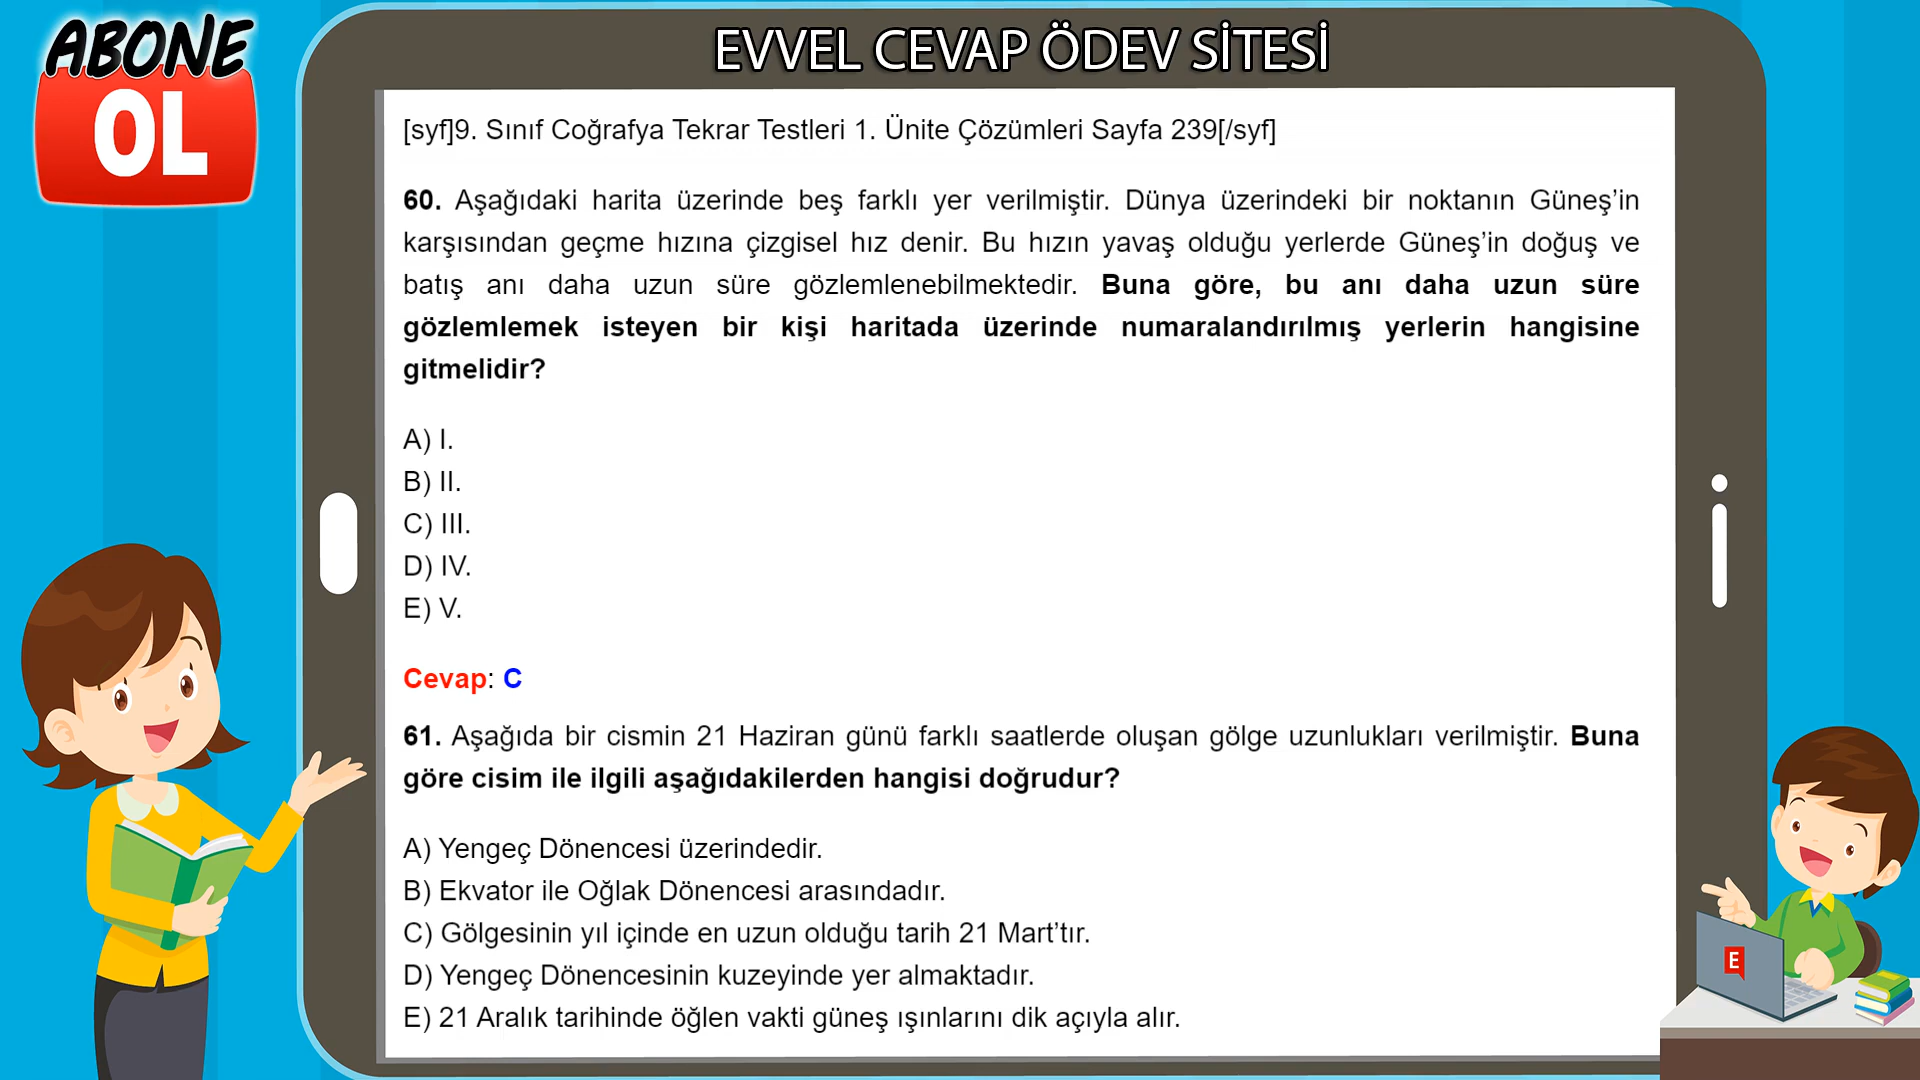 ABONE
OL
EVVEL CEVAP ÖDEV SİTESİ
[syf]9. Sınıf Coğrafya Tekrar Testleri 1. Ünite Çözümleri Sayfa 239[/syf]
60. Aşağıdaki harita üzerinde beş farklı yer verilmiştir. Dünya üzerindeki bir noktanın Güneş’in
karşısından geçme hızına çizgisel hız denir. Bu hızın yavaş olduğu yerlerde Güneş’in doğuş ve
batış anı daha uzun süre gözlemlenebilmektedir. Buna göre, bu anı daha uzun süre
gözlemlemek isteyen bir kişi haritada üzerinde numaralandırılmış yerlerin hangisine
gitmelidir?
A) I.
B) II.
C) III.
D) IV.
E) V.
Cevap: C
61. Aşağıda bir cismin 21 Haziran günü farklı saatlerde oluşan gölge uzunlukları verilmiştir. Buna
göre cisim ile ilgili aşağıdakilerden hangisi doğrudur?
A) Yengeç Dönencesi üzerindedir.
B) Ekvator ile Oğlak Dönencesi arasındadır.
C) Gölgesinin yıl içinde en uzun olduğu tarih 21 Mart’tır.
D) Yengeç Dönencesinin kuzeyinde yer almaktadır.
E) 21 Aralık tarihinde öğlen vakti güneş ışınlarını dik açıyla alır.
E